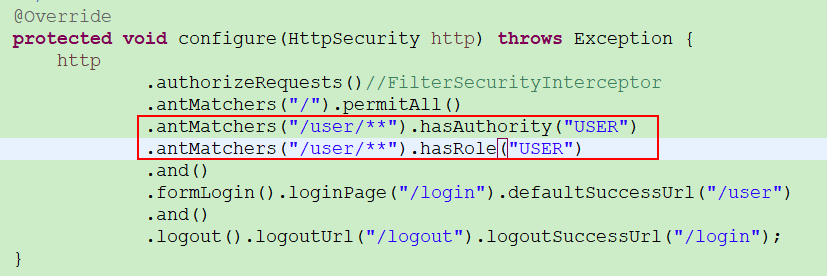 @Override
protected void configure(HttpSecurity http) throws Exception {
http
.authorizeRequests()//FilterSecurityInterceptor
.antMatchers("/").permitAll()
.antMatchers("/user/**").hasAuthority("USER")
.antMatchers("/user/**").hasRole("USER")
.and()
.formLogin().loginPage("/login").defaultSuccessUrl("/user")
.and()
.logout().logoutUrl("/logout").logoutSuccessUrl("/login");
}